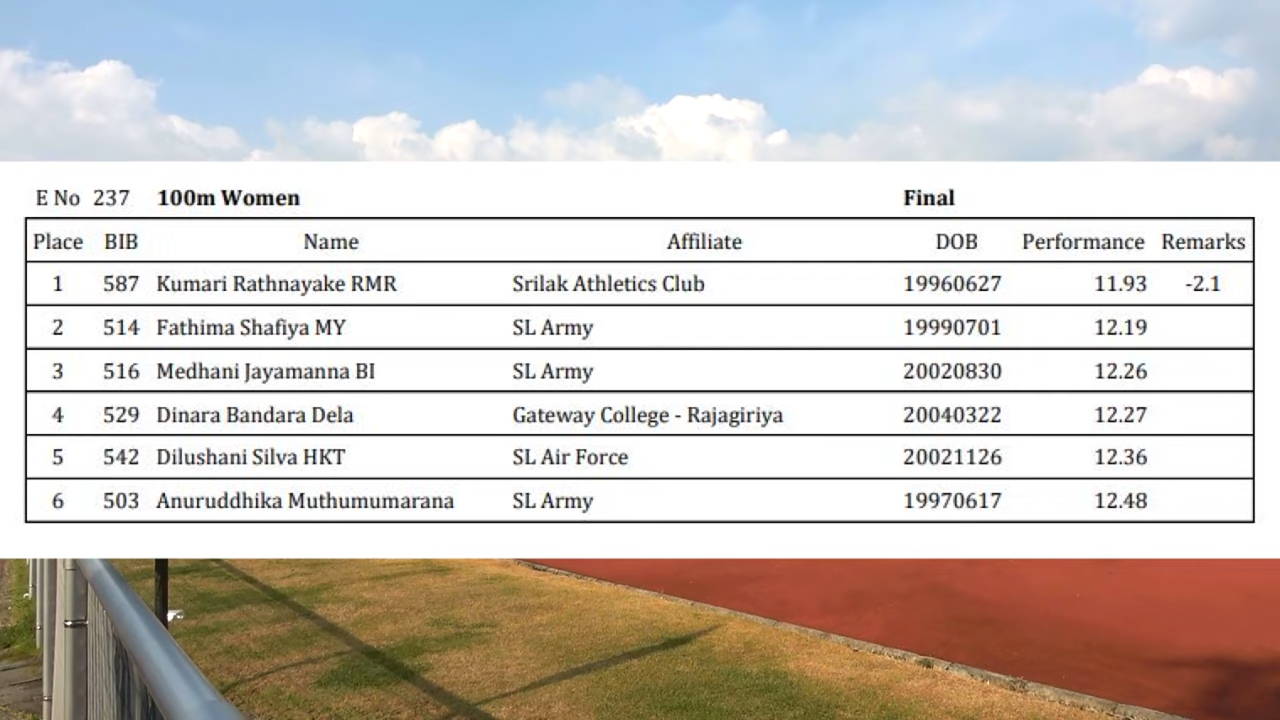 E No 237 100m Women Final
Place BIB Name Affiliate DOB Performance Remarks
1 587 Kumari Rathnayake RMR Srilak Athletics Club 19960627 11.93 -2.1
2 514 Fathima Shafiya MY SL Army 19990701 12.19
3 516 Medhani Jayamanna BI SL Army 20020830 12.26
4 529 Dinara Bandara Dela Gateway College - Rajagiriya 20040322 12.27
5 542 Dilushani Silva HKT SL Air Force 20021126 12.36
6 503 Anuruddhika Muthumumarana SL Army 19970617 12.48